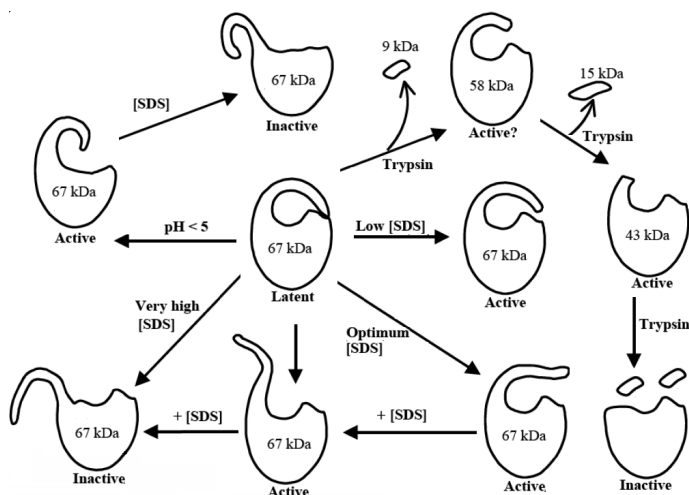 9 kDa
67 kDa
58 kDa
15 kDa
[SDS]
Inactive
Active?
Trypsin
Trypsin
67 kDa
43 kDa
Active
pH < 5
67 kDa
Low [SDS]
67 kDa
Active
Latent
Active
Very high
[SDS]
Optimum
[SDS]
Trypsin
+ [SDS]
+ [SDS]
67 kDa
67 kDa
67 kDa
Inactive
Active
Active
Inactive